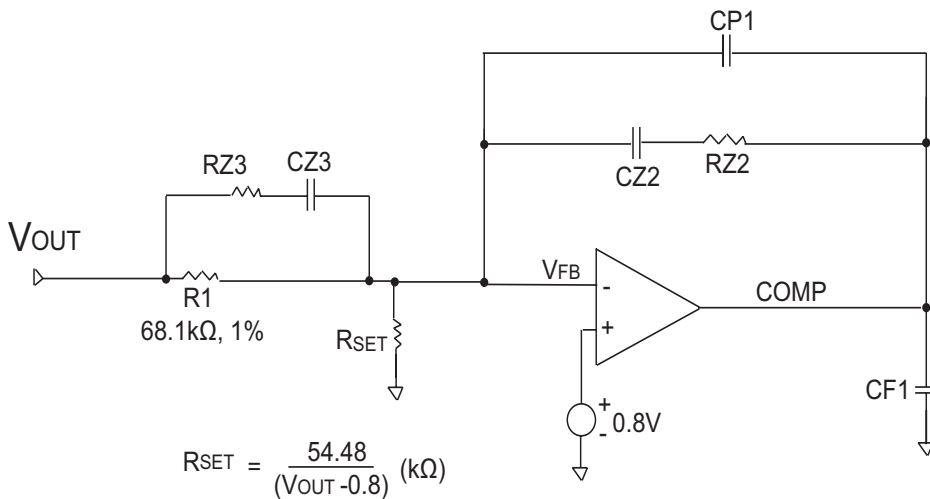 CP1
CZ2
RZ2
RZ3
CZ3
VOUT
R1
68.1kΩ, 1%
RSET
VFB
-
+
COMP
+
-
0.8V
CF1
RSET = 54.48 / (VOUT -0.8) (kΩ)